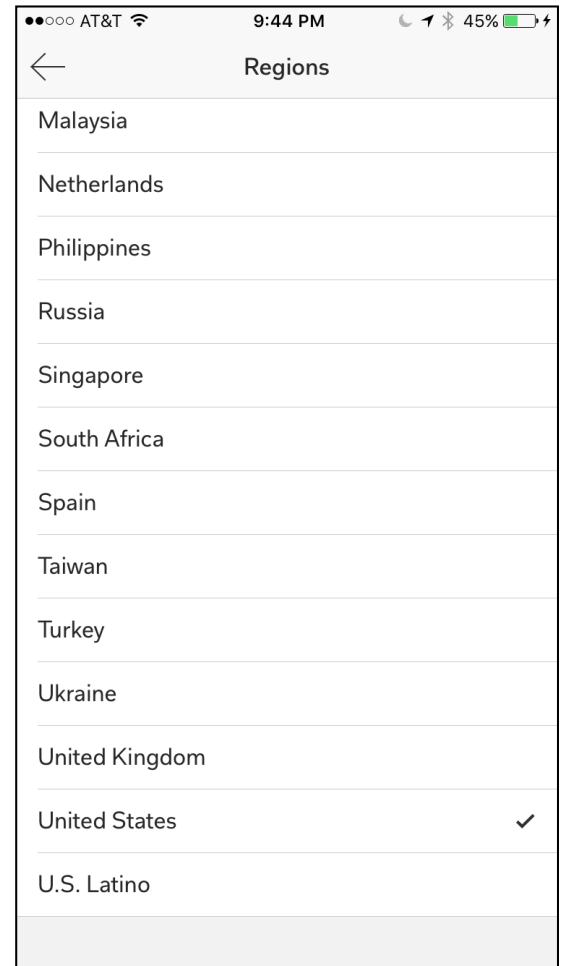 AT&T 9:44 PM 45%
Regions
Malaysia
Netherlands
Philippines
Russia
Singapore
South Africa
Spain
Taiwan
Turkey
Ukraine
United Kingdom
United States
U.S. Latino